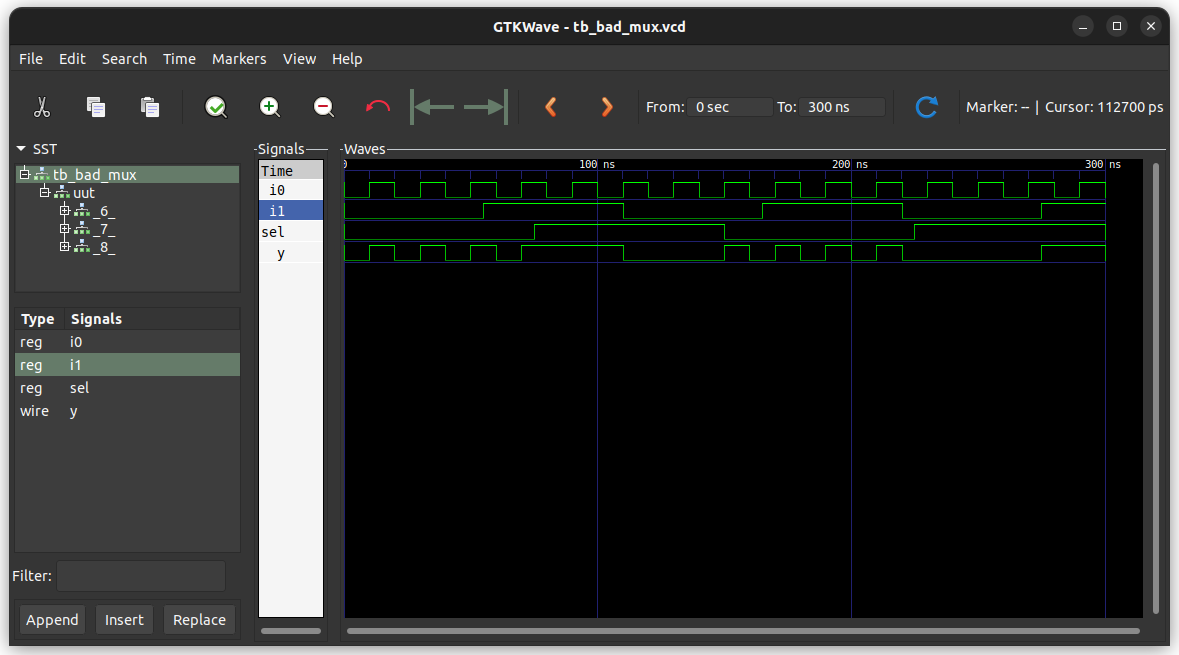 GTKWave - tb_bad_mux.vcd
File Edit Search Time Markers View Help
From: 0 sec To: 300 ns Marker: -- | Cursor: 112700 ps
SST
tb_bad_mux
uut
_6_
_7_
_8_
Type Signals
reg i0
reg i1
reg sel
wire y
Filter:
Append Insert Replace
Signals
Time
i0
i1
sel
y
Waves
0 100 ns 200 ns 300 ns